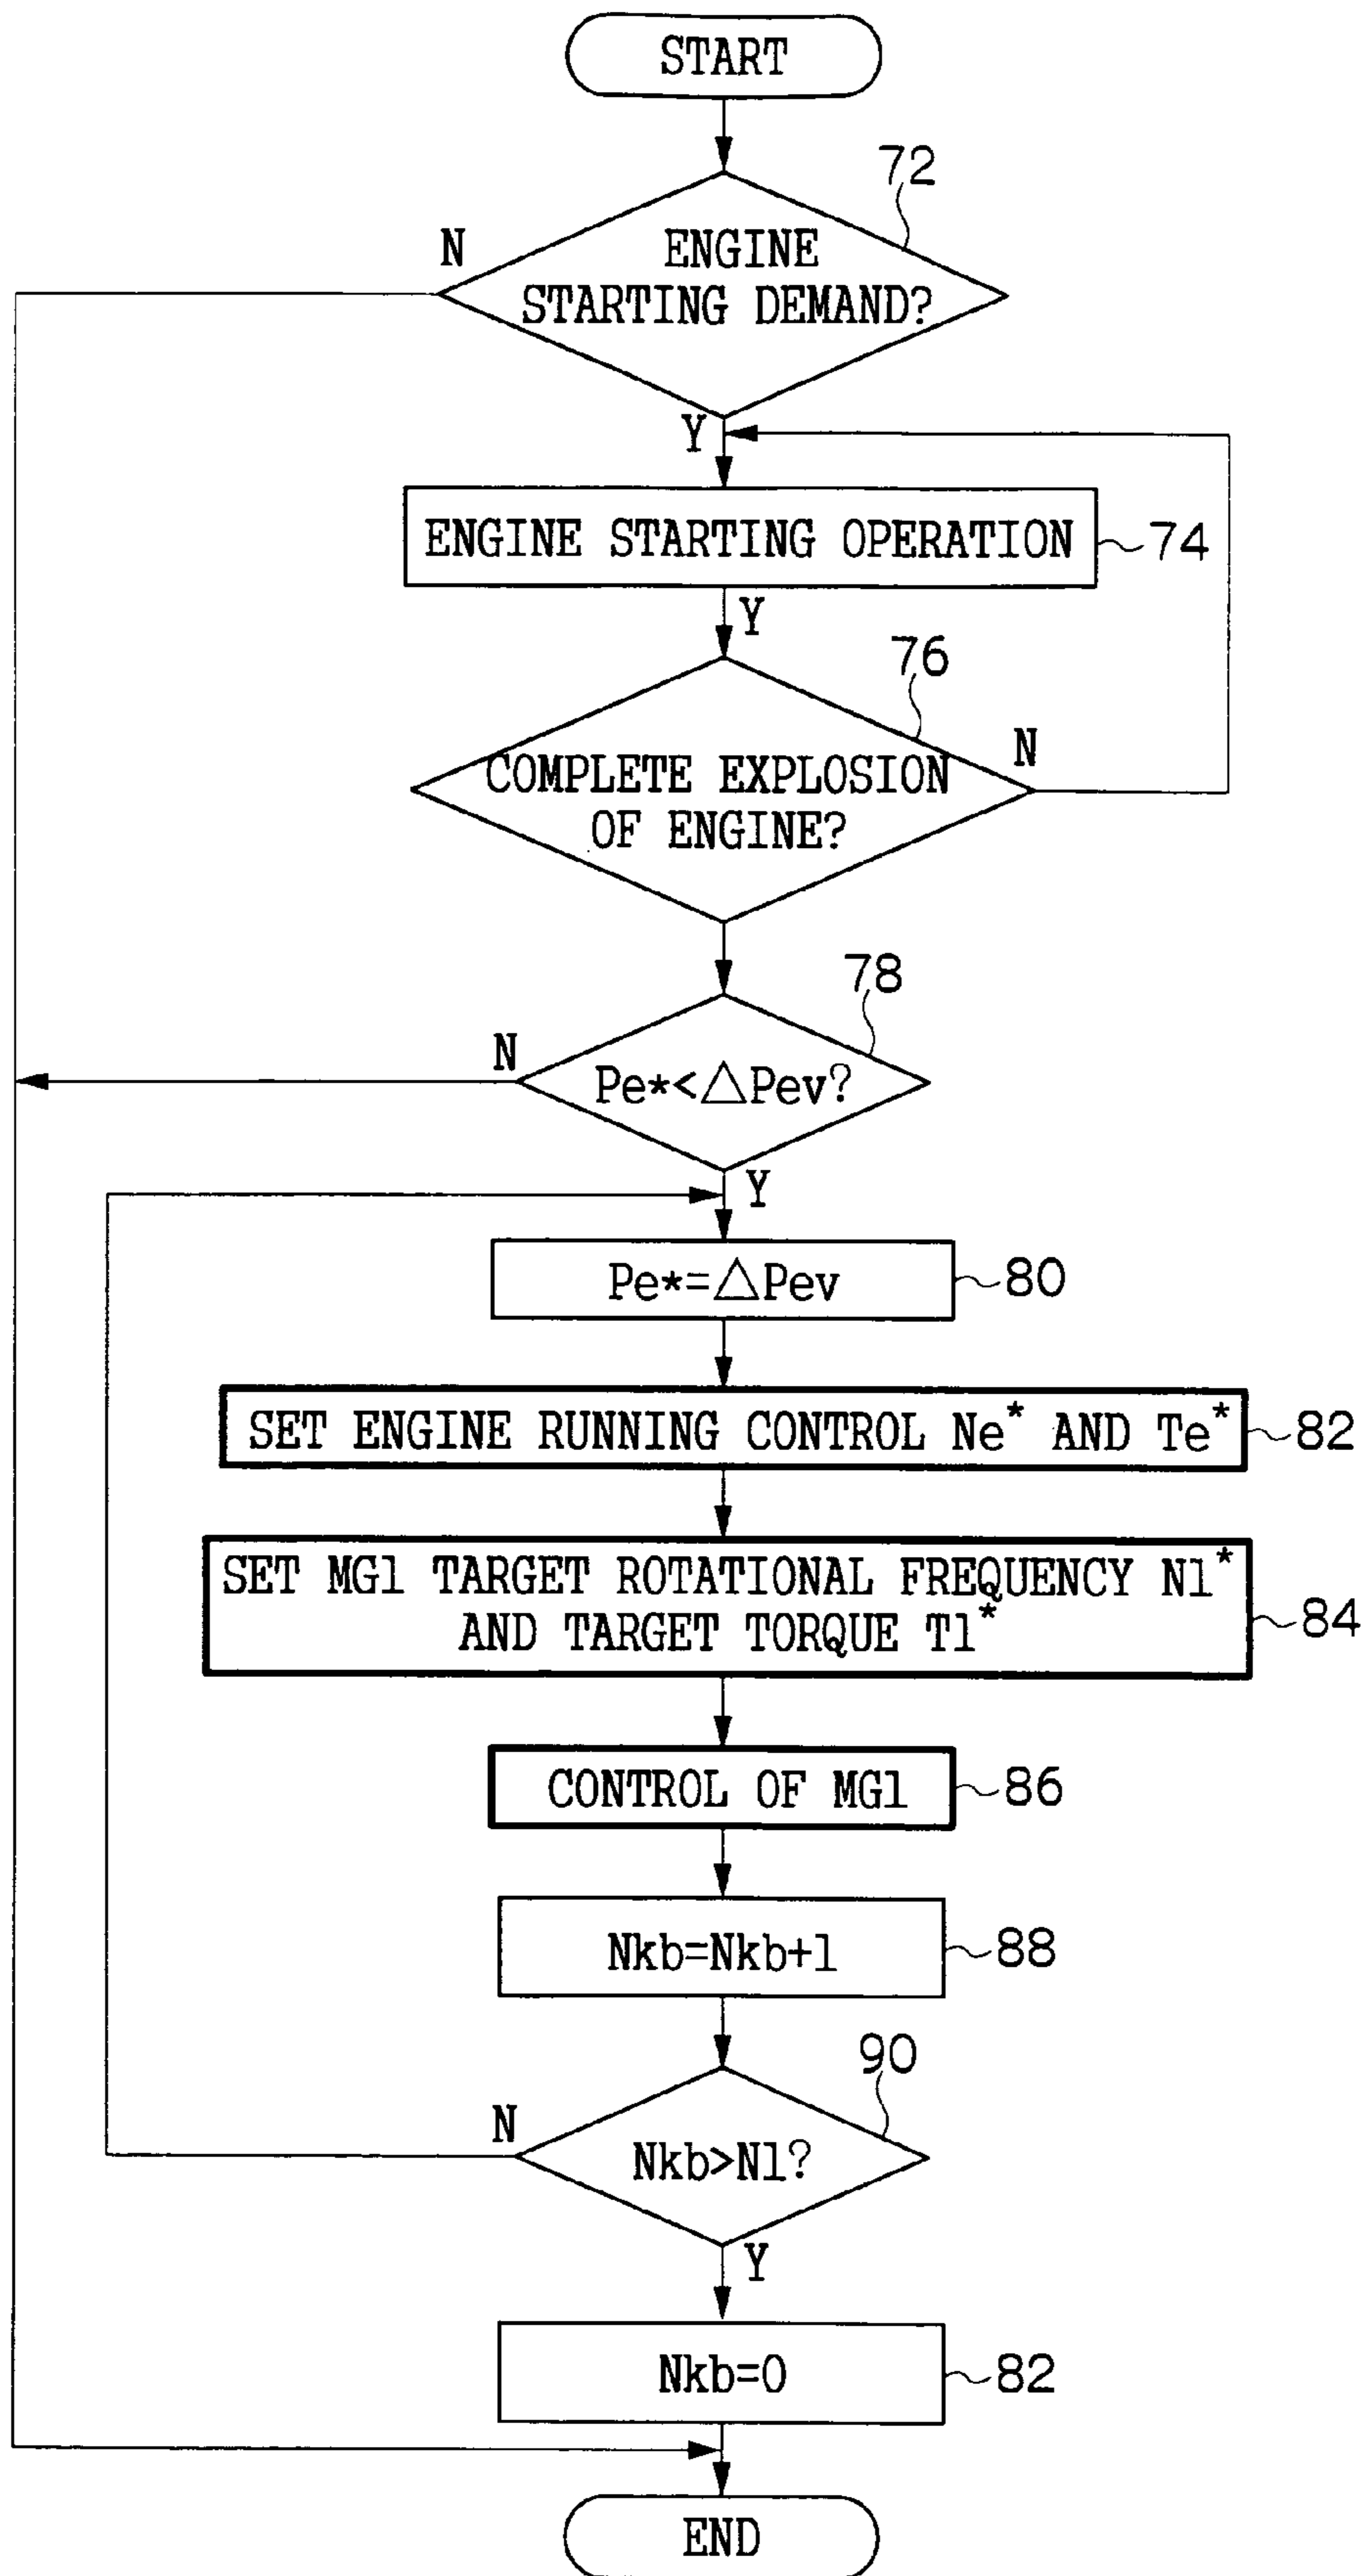 START
72
N
ENGINE
STARTING DEMAND?
Y
ENGINE STARTING OPERATION
74
Y
76
N
COMPLETE EXPLOSION
OF ENGINE?
78
N
Pe*<△Pev?
Y
Pe*=△Pev
80
SET ENGINE RUNNING CONTROL Ne* AND Te*
82
SET MG1 TARGET ROTATIONAL FREQUENCY N1*
AND TARGET TORQUE T1*
84
CONTROL OF MG1
86
Nkb=Nkb+1
88
90
N
Nkb>N1?
Y
Nkb=0
82
END